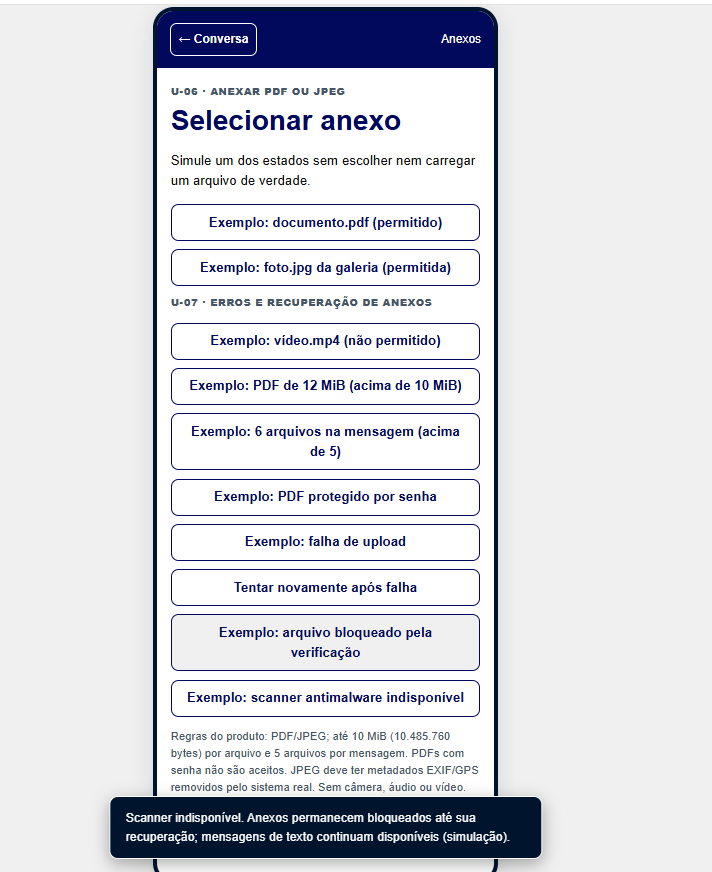 ← Conversa
Anexos
U-06 · ANEXAR PDF OU JPEG
Selecionar anexo
Simule um dos estados sem escolher nem carregar
um arquivo de verdade.
Exemplo: documento.pdf (permitido)
Exemplo: foto.jpg da galeria (permitida)
U-07 · ERROS E RECUPERAÇÃO DE ANEXOS
Exemplo: vídeo.mp4 (não permitido)
Exemplo: PDF de 12 MiB (acima de 10 MiB)
Exemplo: 6 arquivos na mensagem (acima
de 5)
Exemplo: PDF protegido por senha
Exemplo: falha de upload
Tentar novamente após falha
Exemplo: arquivo bloqueado pela
verificação
Exemplo: scanner antimalware indisponível
Regras do produto: PDF/JPEG; até 10 MiB (10.485.760
bytes) por arquivo e 5 arquivos por mensagem. PDFs com
senha não são aceitos. JPEG deve ter metadados EXIF/GPS
removidos pelo sistema real. Sem câmera, áudio ou vídeo.
Scanner indisponível. Anexos permanecem bloqueados até sua
recuperação; mensagens de texto continuam disponíveis (simulação).